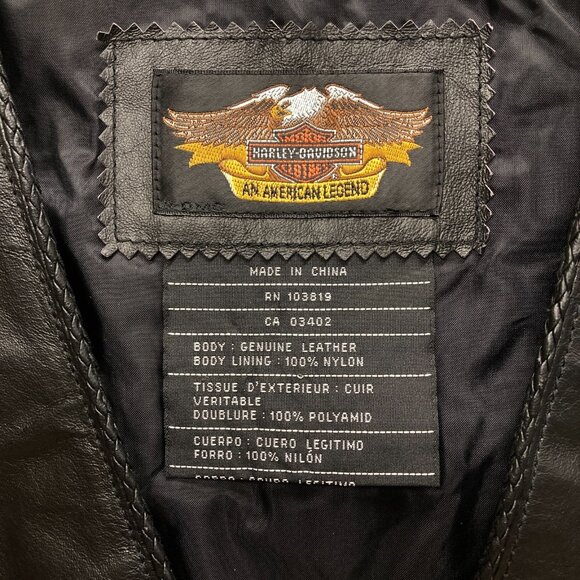 MOTOR
HARLEY-DAVIDSON
AN AMERICAN LEGEND
MADE IN CHINA
RN 103819
CA 03402
BODY : GENUINE LEATHER
BODY LINING : 100% NYLON
TISSUE D'EXTERIEUR : CUIR
VERITABLE
DOUBLURE : 100% POLYAMID
CUERPO : CUERO LEGITIMO
FORRO : 100% NILÓN